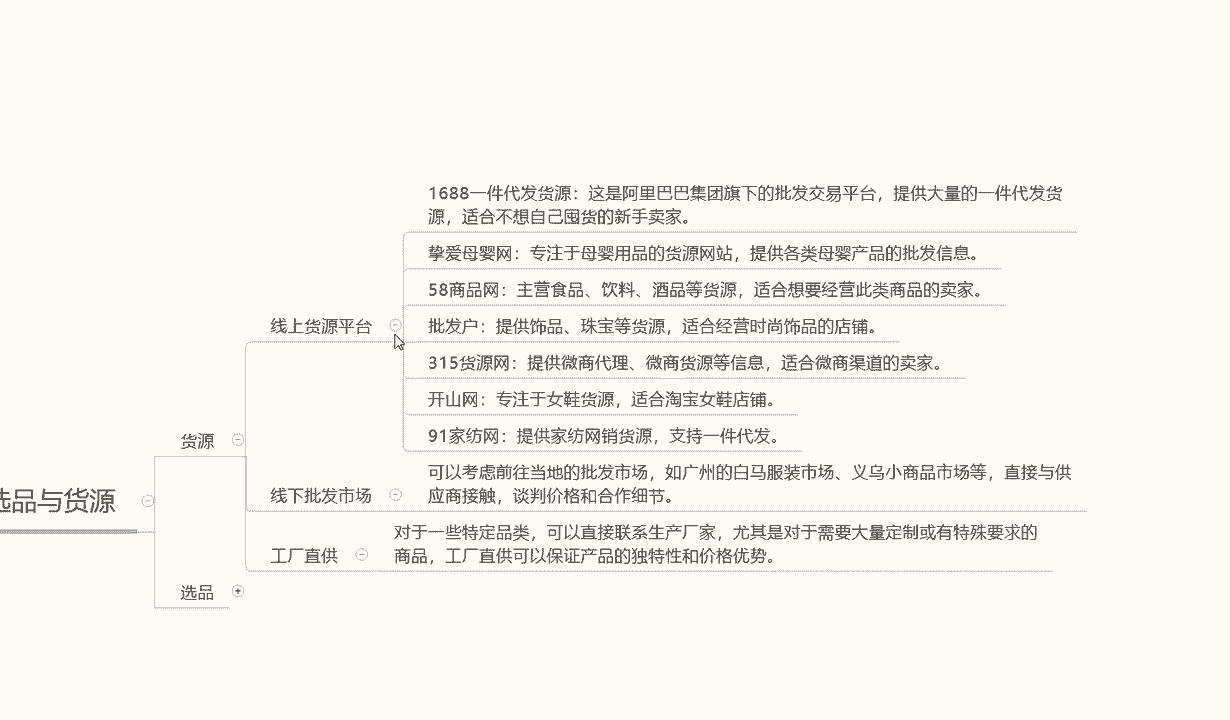 1688一件代发货源：这是阿里巴巴集团旗下的批发交易平台，提供大量的一件代发货
源，适合不想自己囤货的新手卖家。
挚爱母婴网：专注于母婴用品的货源网站，提供各类母婴产品的批发信息。
58商品网：主营食品、饮料、酒品等货源，适合想要经营此类商品的卖家。
线上货源平台
批发户：提供饰品、珠宝等货源，适合经营时尚饰品的店铺。
315货源网：提供微商代理、微商货源等信息，适合微商渠道的卖家。
开山网：专注于女鞋货源，适合淘宝女鞋店铺。
91家纺网：提供家纺网销货源，支持一件代发。
货源
选品与货源
线下批发市场
可以考虑前往当地的批发市场，如广州的白马服装市场、义乌小商品市场等，直接与供
应商接触，谈判价格和合作细节。
工厂直供
对于一些特定品类，可以直接联系生产厂家，尤其是对于需要大量定制或有特殊要求的
商品，工厂直供可以保证产品的独特性和价格优势。
选品